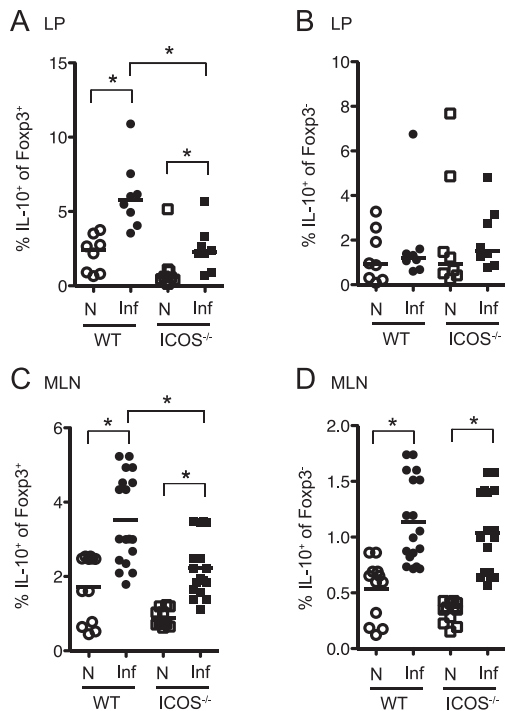 A LP
% IL-10⁺ of Foxp3⁺
15
10
5
0
*
*
*
N Inf N Inf
WT ICOS⁻/⁻
B LP
% IL-10⁺ of Foxp3⁻
10
8
6
4
2
0
N Inf N Inf
WT ICOS⁻/⁻
C MLN
% IL-10⁺ of Foxp3⁺
6
4
2
0
*
*
*
N Inf N Inf
WT ICOS⁻/⁻
D MLN
% IL-10⁺ of Foxp3⁻
2.0
1.5
1.0
0.5
0.0
*
*
N Inf N Inf
WT ICOS⁻/⁻